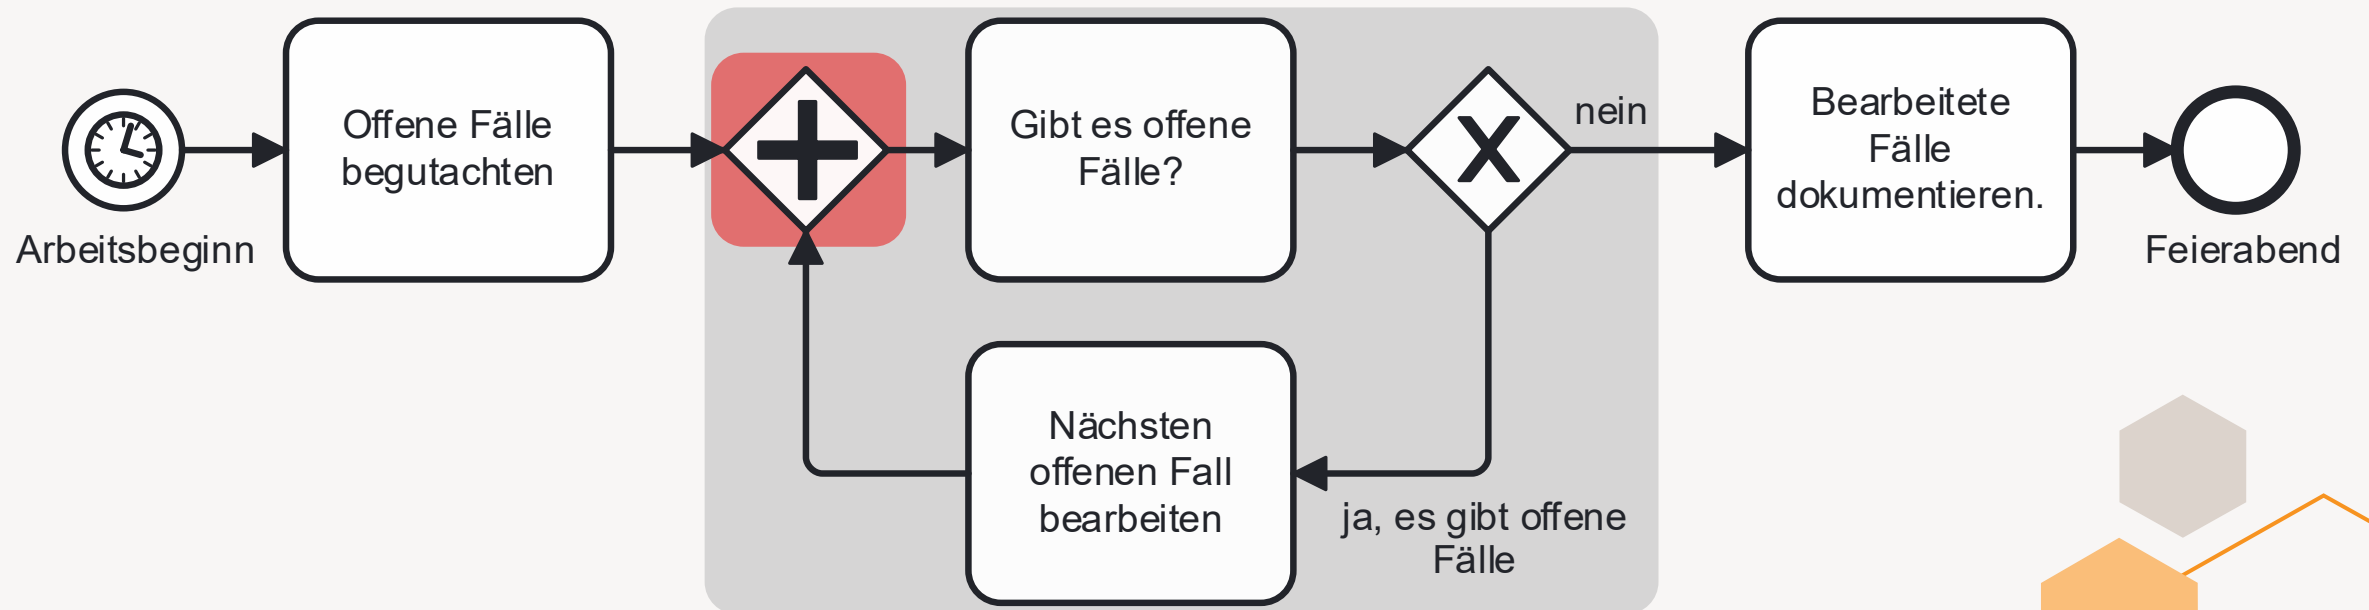 Arbeitsbeginn
Offene Fälle
begutachten
Gibt es offene
Fälle?
nein
Nächsten
offenen Fall
bearbeiten
ja, es gibt offene
Fälle
Bearbeitete
Fälle
dokumentieren.
Feierabend